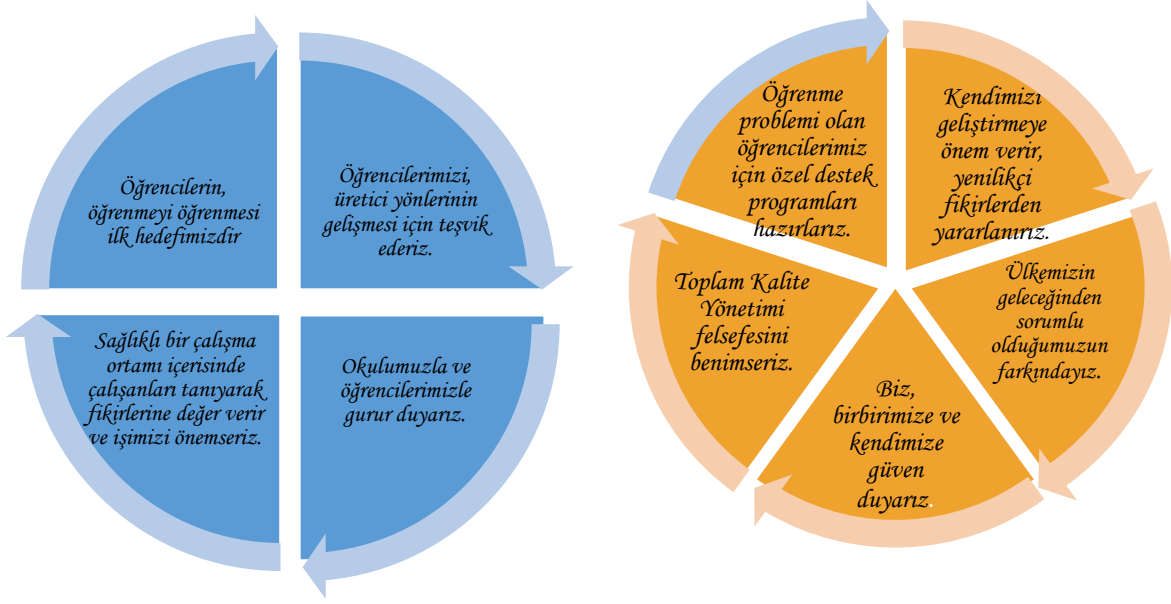 Öğrencilerin,
öğrenmeyi öğrenmesi
ilk hedefimizdir
Öğrencilerimizi,
üretici yönlerinin
gelişmesi için teşvik
ederiz.
Sağlıklı bir çalışma
ortamı içerisinde
çalışanları tanıyarak
fikirlerine değer verir
ve işimizi önemseriz.
Okulumuzla ve
öğrencilerimizle
gurur duyarız.
Öğrenme
problemi olan
öğrencilerimiz
için özel destek
programları
hazırlarız.
Kendimizi
geliştirmeye
önem verir,
yenilikçi
fikirlerden
yararlanırız.
Toplam Kalite
Yönetimi
felsefesini
benimseriz.
Ülkemizin
geleceğinden
sorumlu
olduğumuzun
farkındayız.
Biz,
birbirimize ve
kendimize
güven
duyarız.